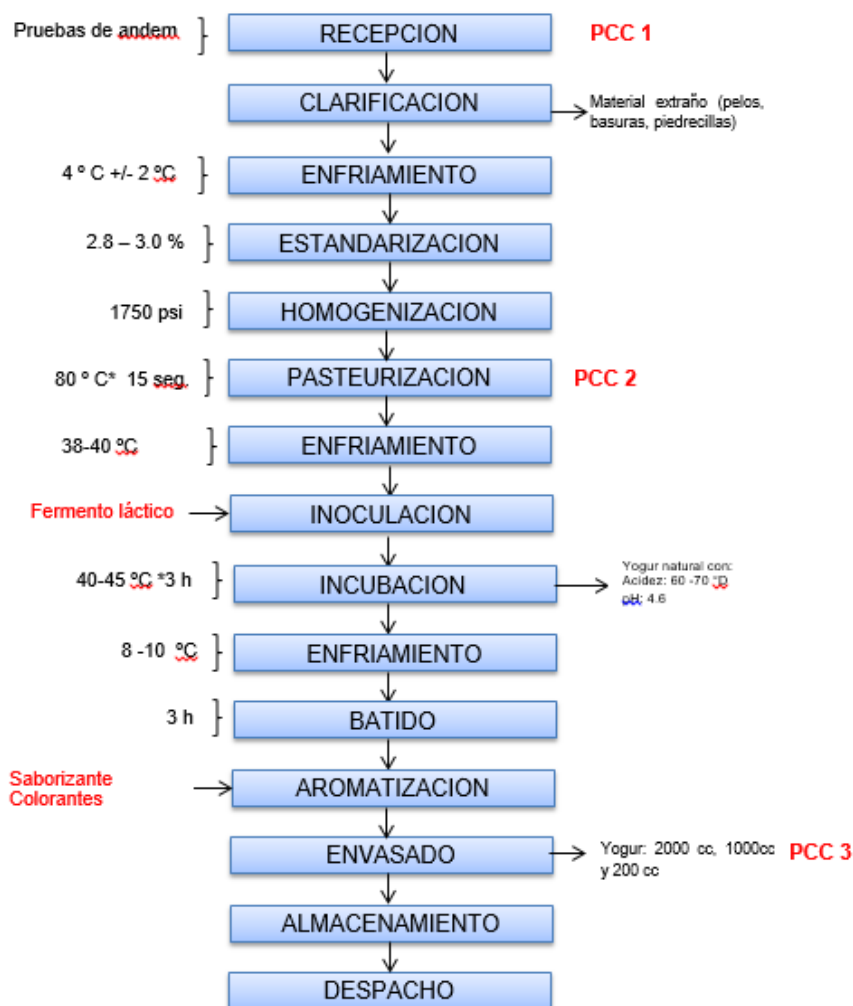 Pruebas de andem
RECEPCION
PCC 1
CLARIFICACION
Material extraño (pelos,
basuras, piedrecillas)
4 º C +/- 2 ºC
ENFRIAMIENTO
2.8 – 3.0 %
ESTANDARIZACION
1750 psi
HOMOGENIZACION
80 º C* 15 seg.
PASTEURIZACION
PCC 2
38-40 ºC
ENFRIAMIENTO
Fermento láctico
INOCULACION
40-45 ºC *3 h
INCUBACION
Yogur natural con:
Acidez: 60 -70 °D
pH: 4.6
8 -10 ºC
ENFRIAMIENTO
3 h
BATIDO
Saborizante
Colorantes
AROMATIZACION
ENVASADO
Yogur: 2000 cc, 1000cc
y 200 cc
PCC 3
ALMACENAMIENTO
DESPACHO